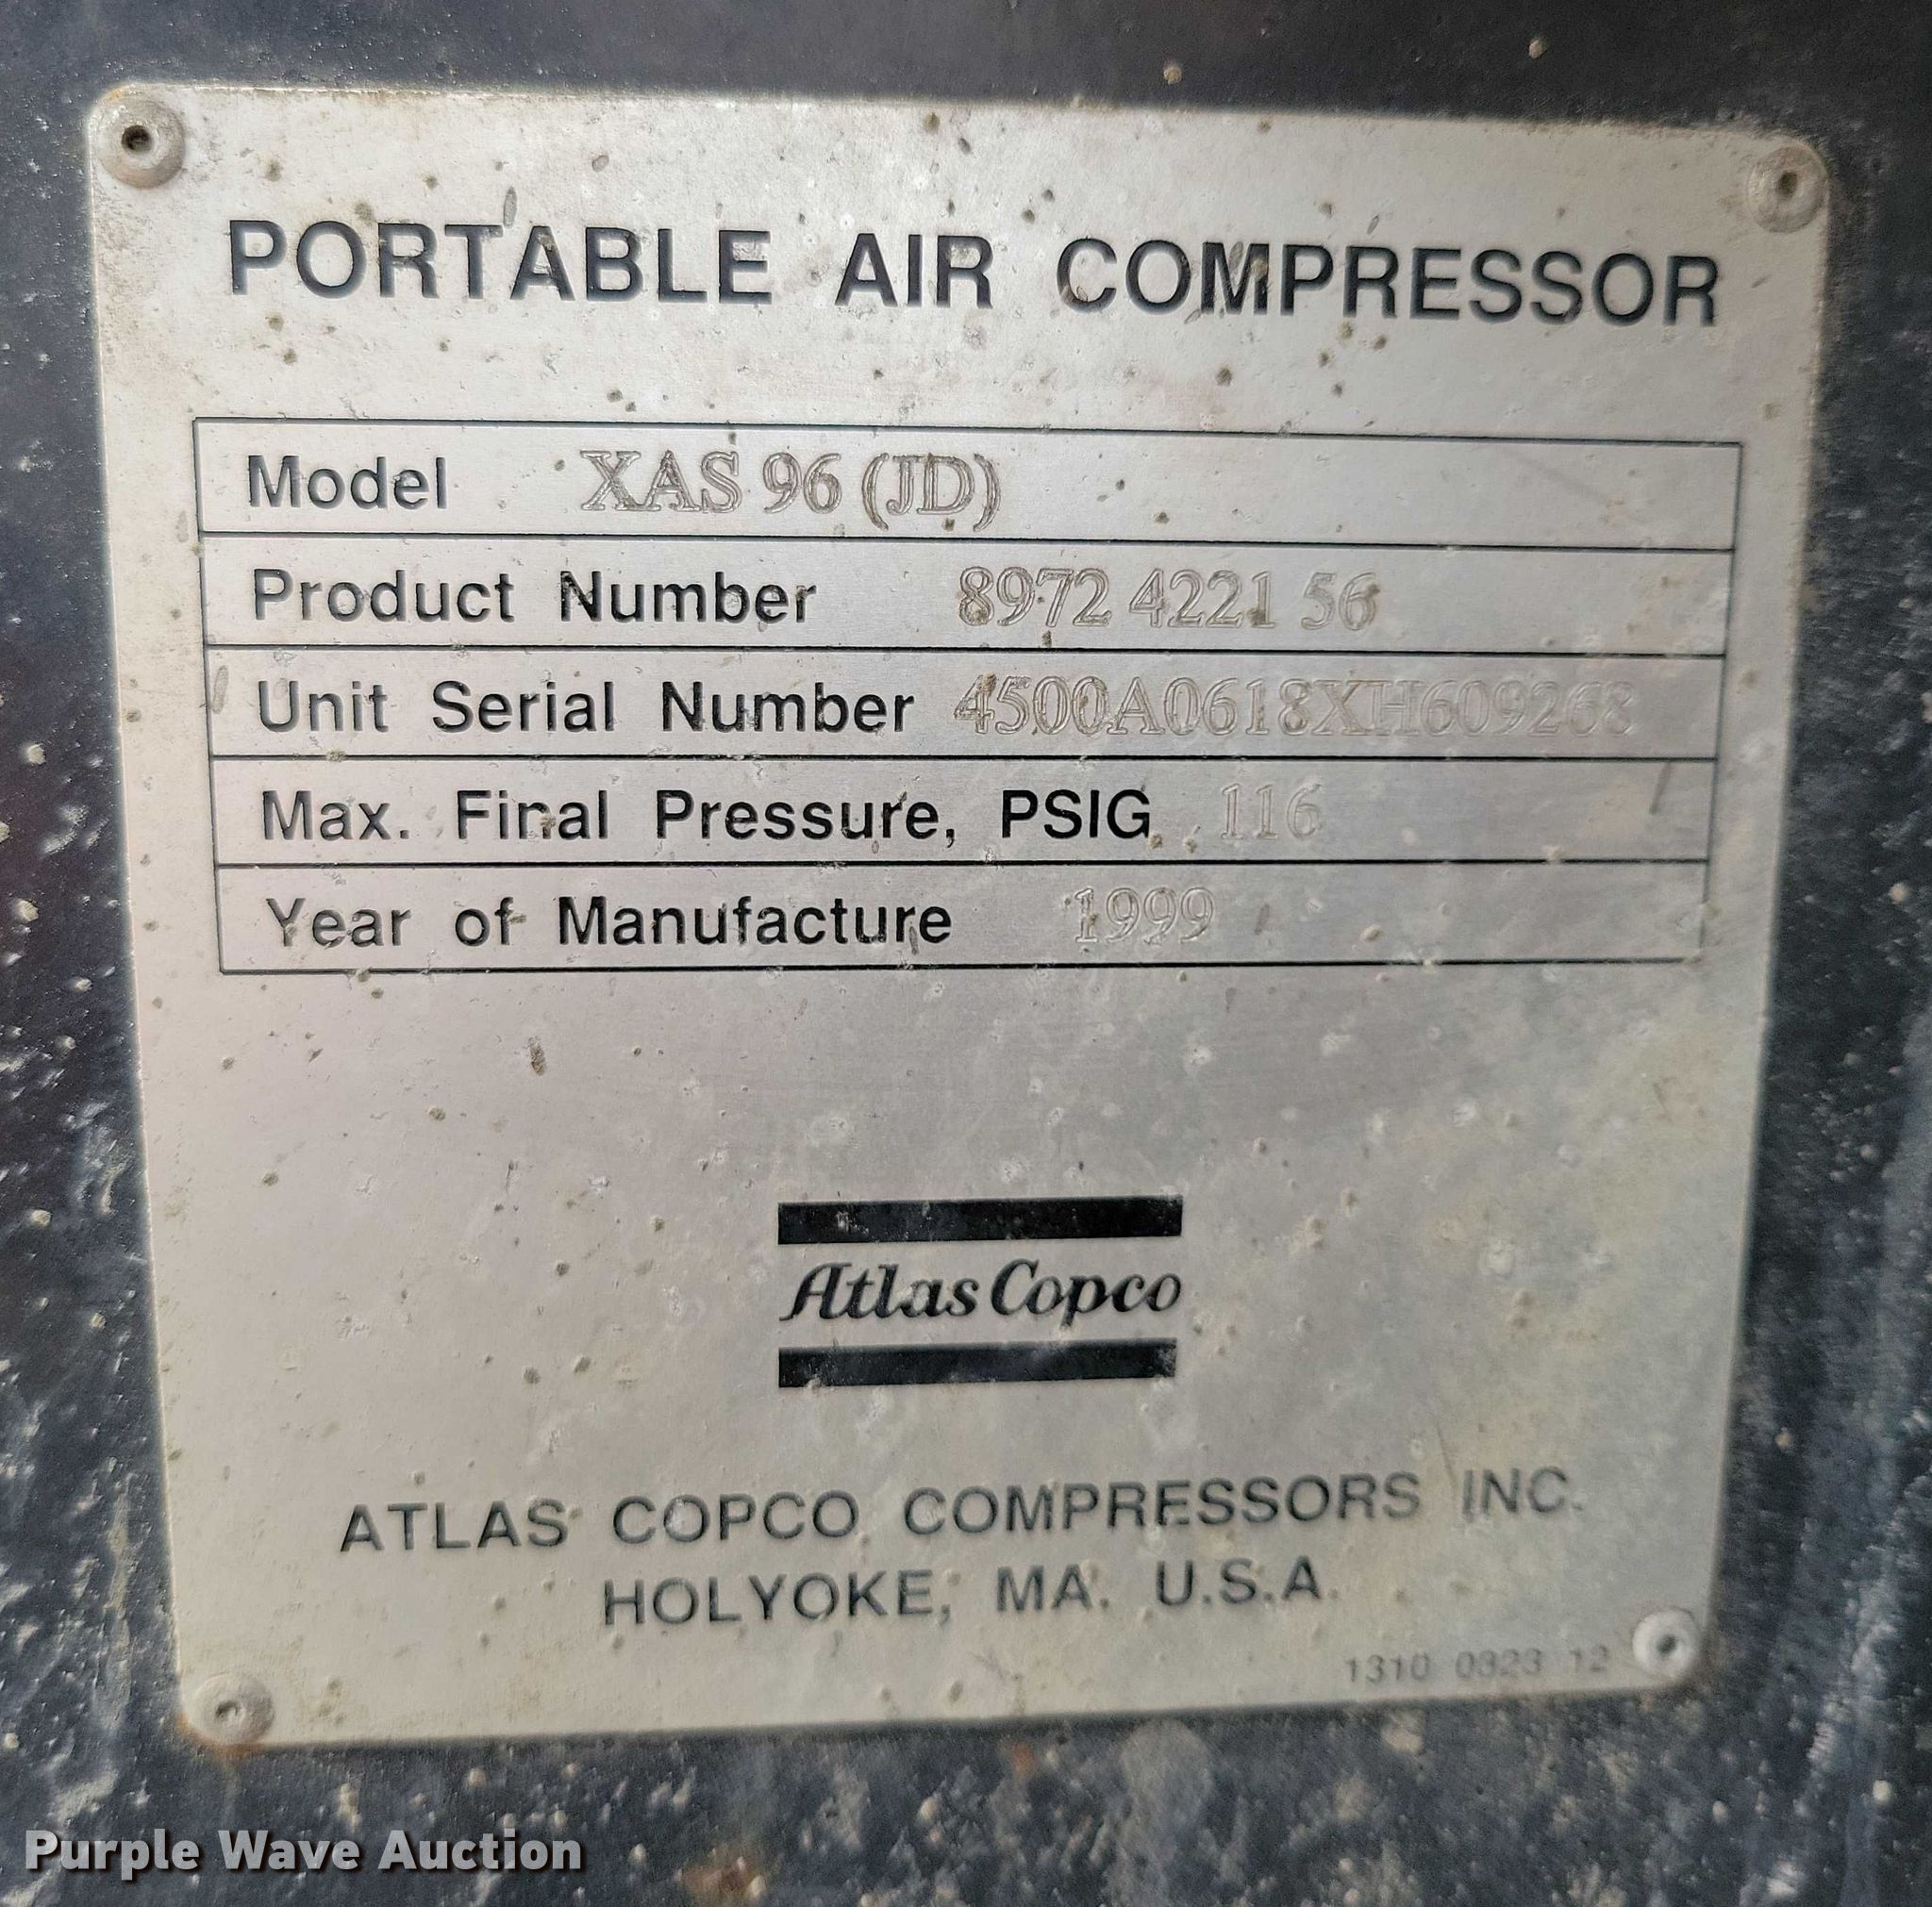 PORTABLE AIR COMPRESSOR
Model XAS 96 (JD)
Product Number 8972 4221 56
Unit Serial Number 4500A0618XH609268
Max. Final Pressure, PSIG 116
Year of Manufacture 1999
Atlas Copco
ATLAS COPCO COMPRESSORS INC.
HOLYOKE, MA. U.S.A.
1310 0323 12
Purple Wave Auction